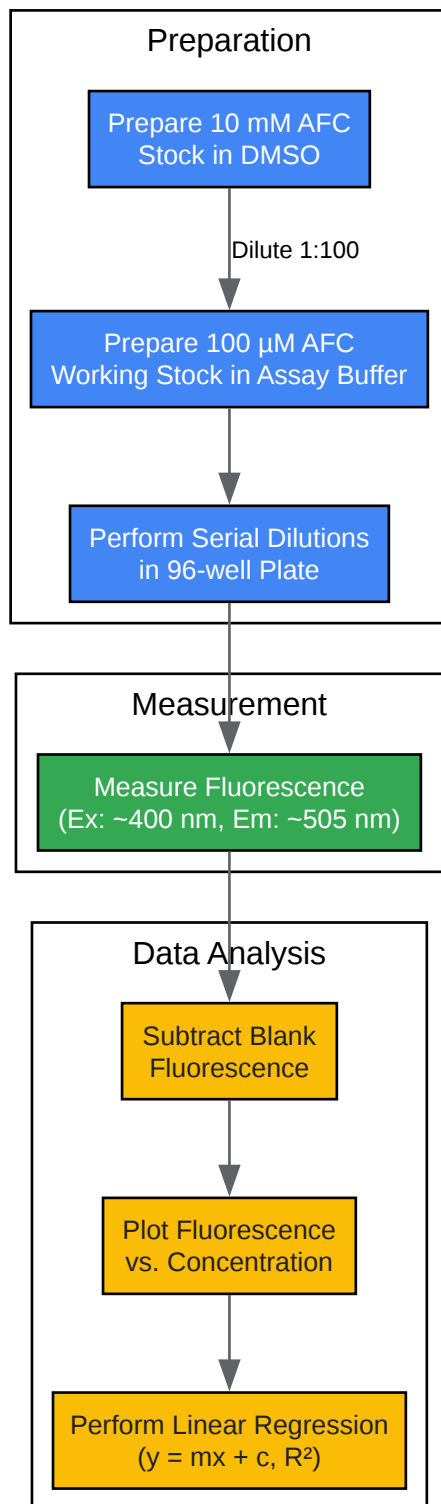 Preparation
Prepare 10 mM AFC
Stock in DMSO
Dilute 1:100
Prepare 100 µM AFC
Working Stock in Assay Buffer
Perform Serial Dilutions
in 96-well Plate
Measurement
Measure Fluorescence
(Ex: ~400 nm, Em: ~505 nm)
Data Analysis
Subtract Blank
Fluorescence
Plot Fluorescence
vs. Concentration
Perform Linear Regression
(y = mx + c, R²)